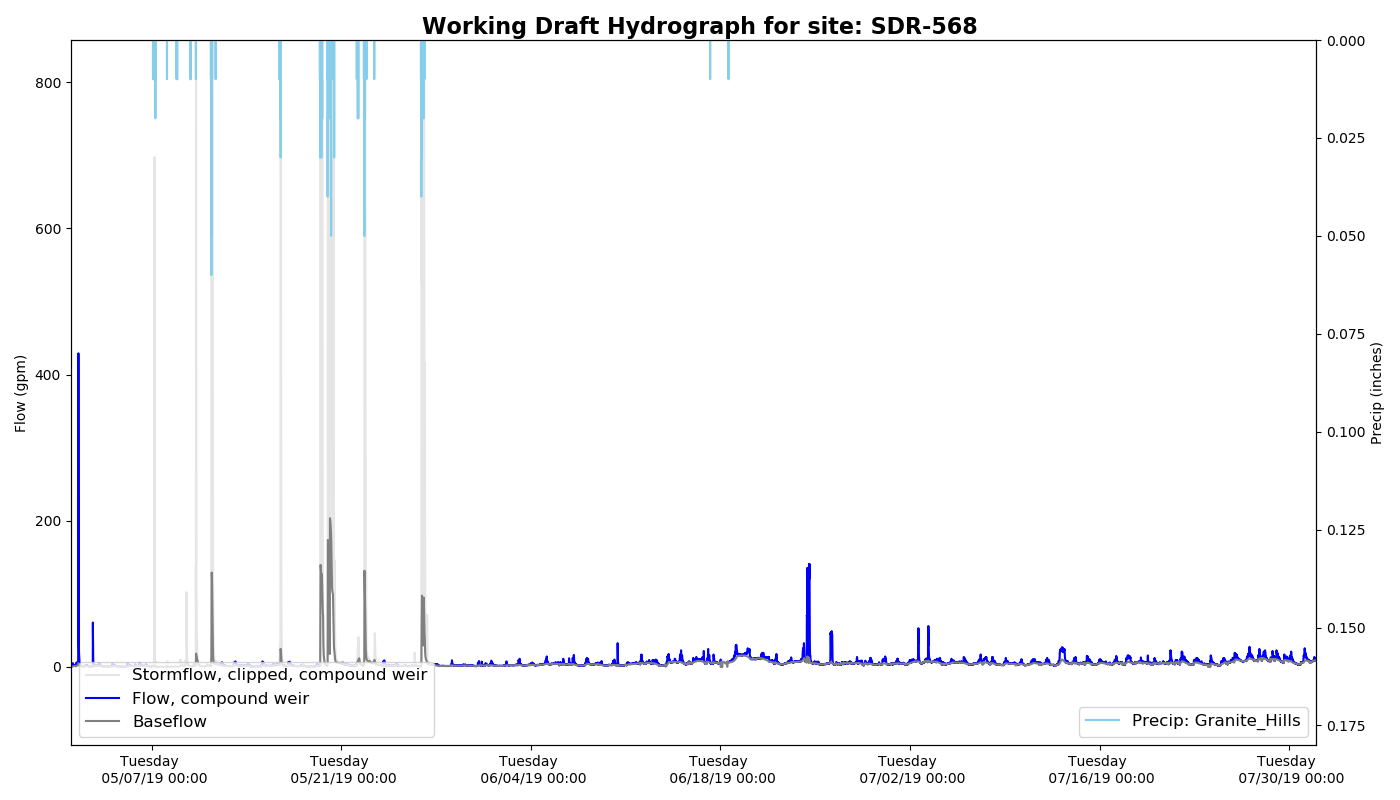 Working Draft Hydrograph for site: SDR-568
800
600
400
200
0
Flow (gpm)
0.000
0.025
0.050
0.075
0.100
0.125
0.150
0.175
Precip (inches)
Stormflow, clipped, compound weir
Flow, compound weir
Baseflow
Precip: Granite_Hills
Tuesday
05/07/19 00:00
Tuesday
05/21/19 00:00
Tuesday
06/04/19 00:00
Tuesday
06/18/19 00:00
Tuesday
07/02/19 00:00
Tuesday
07/16/19 00:00
Tuesday
07/30/19 00:00